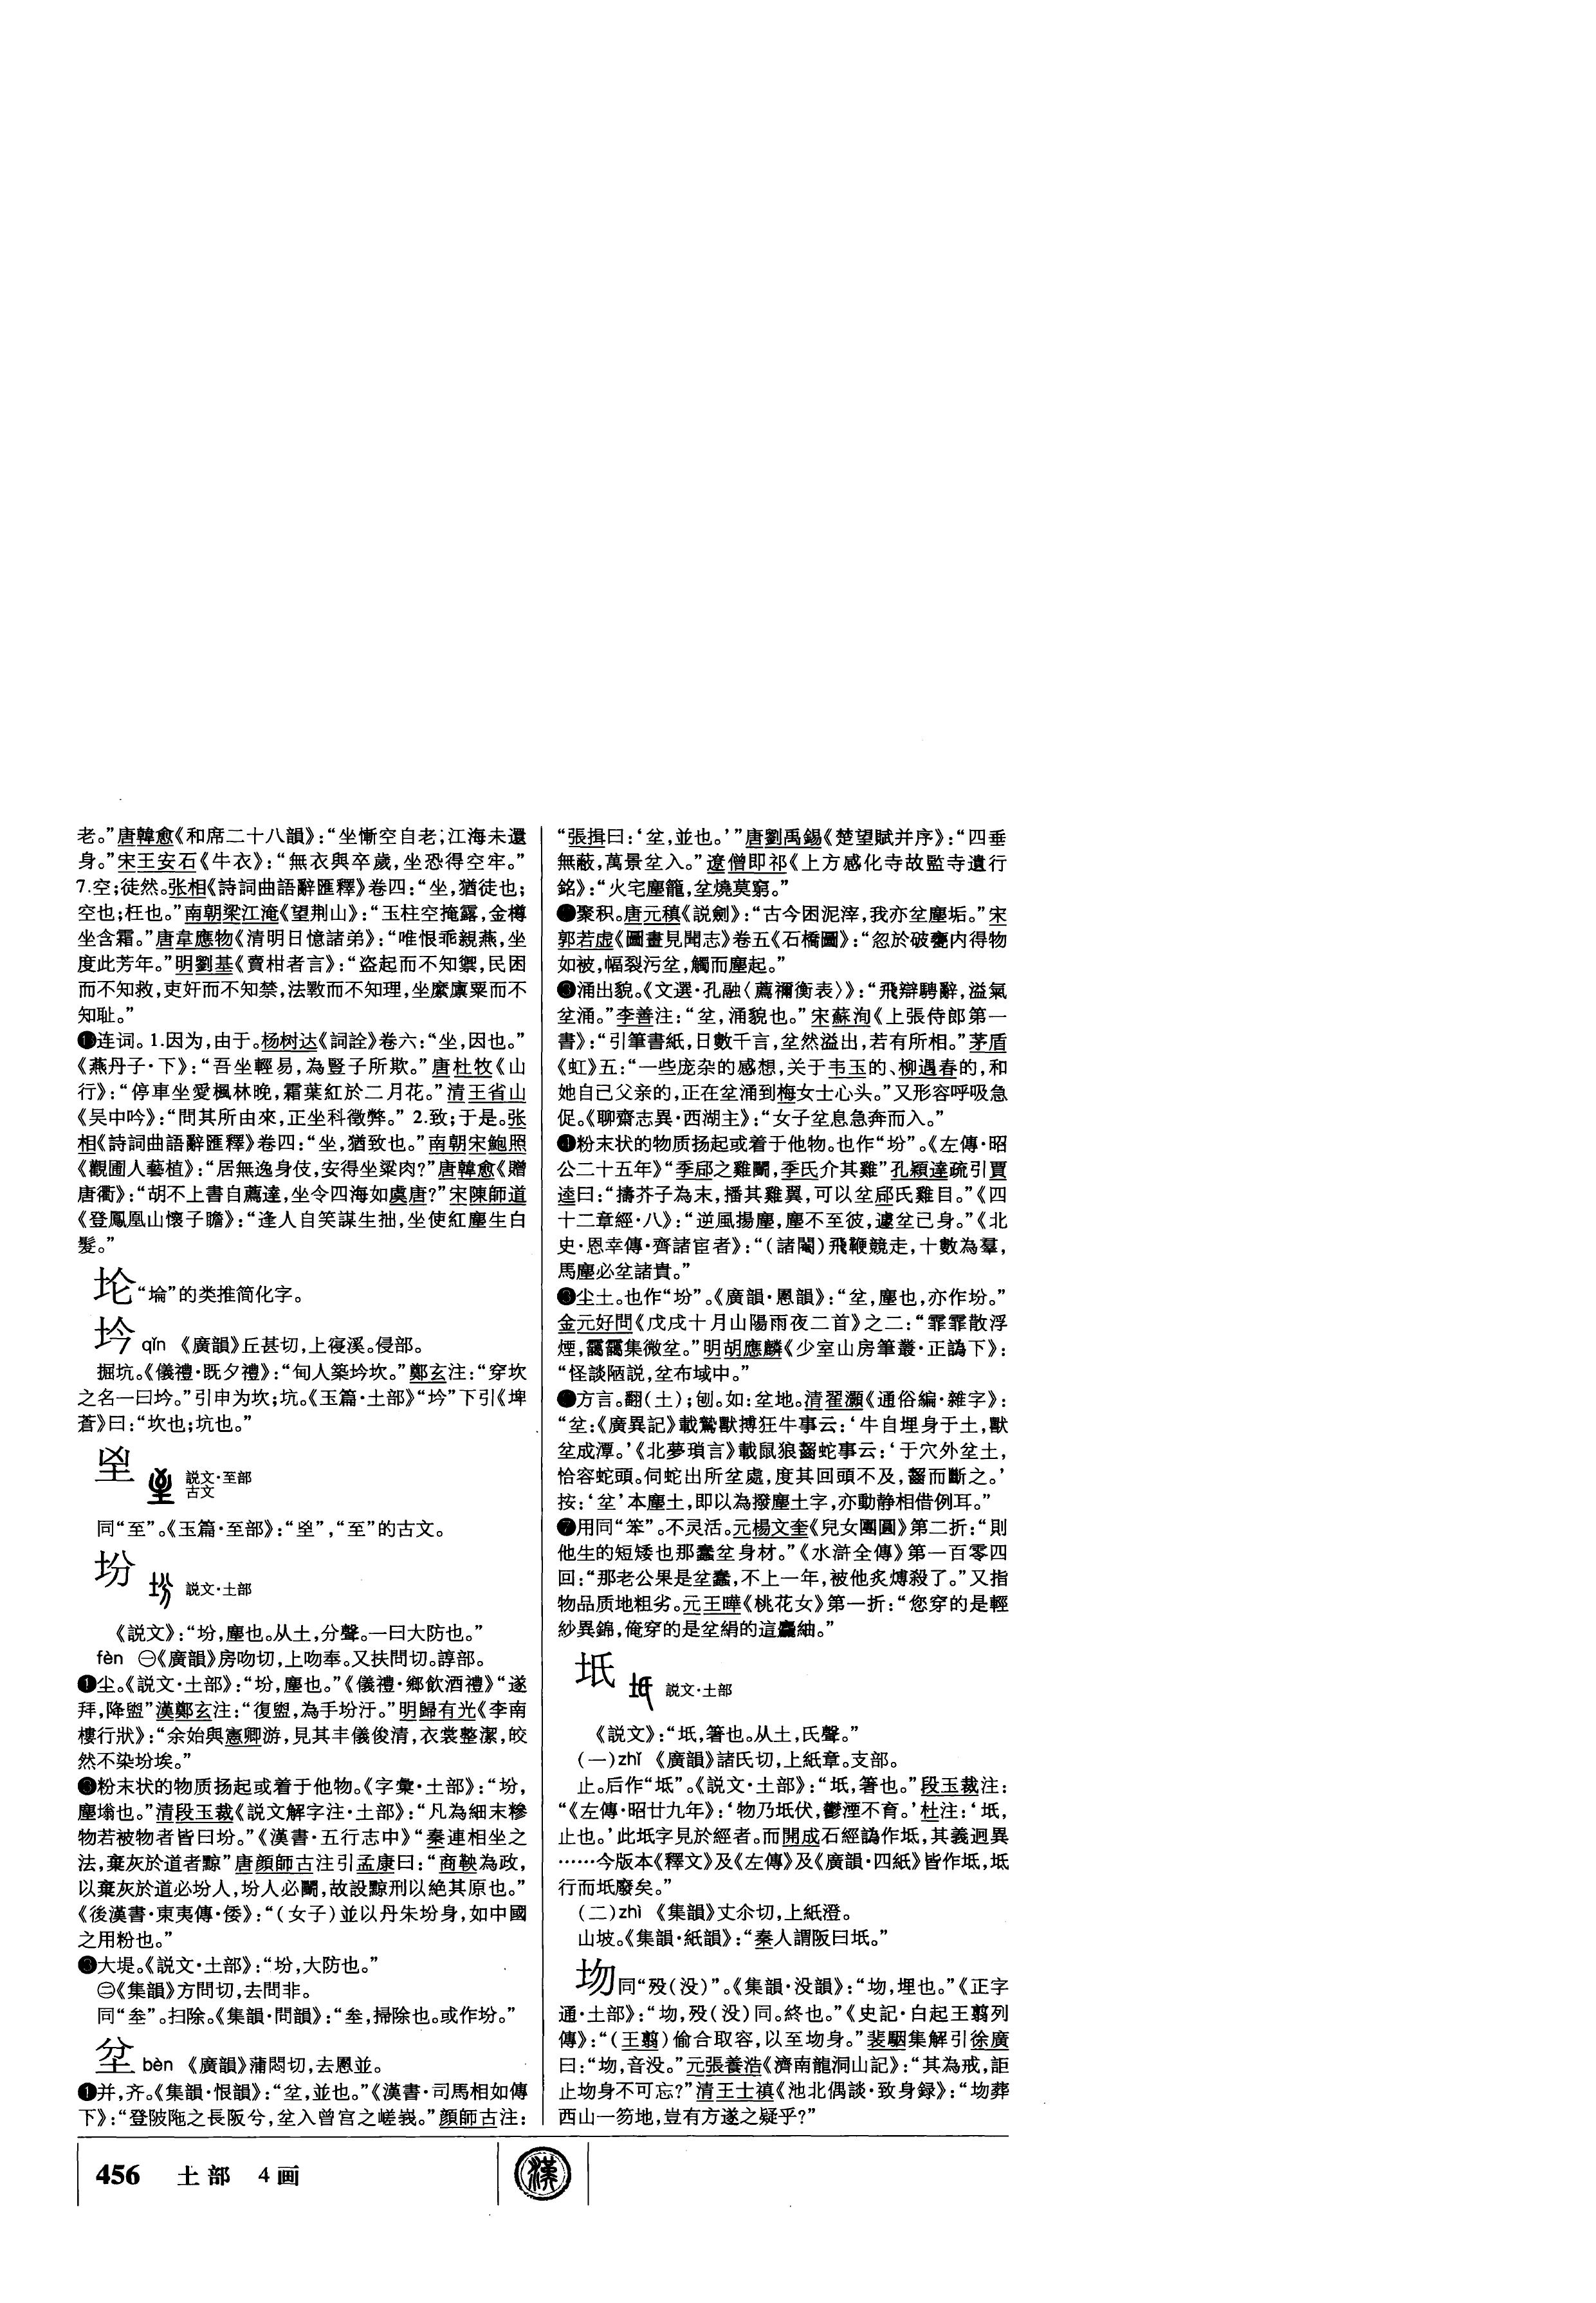 老。”唐韓愈《和席二十八韻》：“坐慚空自老；江海未還
身。”宋王安石《牛衣》：“無衣與卒歲，坐恐得空牢。”
7.空；徒然。张相《詩詞曲語辭匯釋》卷四：“坐，猶徒也；
空也；枉也。”南朝梁江淹《望荆山》：“玉柱空掩露，金樽
坐含霜。”唐韋應物《清明日憶諸弟》：“唯恨乖親燕，坐
度此芳年。”明劉基《賣柑者言》：“盗起而不知禦，民困
而不知救，吏奸而不知禁，法斁而不知理，坐縻廪粟而不
知耻。”
連词。1.因为，由于。杨树达《詞詮》卷六：“坐，因也。”
《燕丹子·下》：“吾坐輕易，為豎子所欺。”唐杜牧《山
行》：“停車坐愛楓林晚，霜葉紅於二月花。”清王省山
《吴中吟》：“問其所由來，正坐科徵弊。”2.致；于是。张
相《詩詞曲語辭匯釋》卷四：“坐，猶致也。”南朝宋鮑照
《觀圃人藝植》：“居無逸身伎，安得坐粱肉？”唐韓愈《贈
唐衢》：“胡不上書自薦達，坐令四海如虞唐？”宋陳師道
《登鳳凰山懷子瞻》：“逢人自笑謀生拙，坐使紅塵生白
髮。”
坨“埨”的类推简化字。
坅 qǐn 《廣韻》丘甚切，上寑溪。侵部。
掘坑。《儀禮·既夕禮》：“甸人築坅坎。”鄭玄注：“穿坎
之名一曰坅。”引申为坎；坑。《玉篇·土部》“坅”下引《埤
蒼》曰：“坎也；坑也。”
𡊇 説文·至部
古文
同“至”。《玉篇·至部》：“𡊇”，“至”的古文。
坋 説文·土部
《説文》：“坋，塵也。从土，分聲。一曰大防也。”
fèn ㊀《廣韻》房吻切，上吻奉。又扶問切。諄部。
❶尘。《説文·土部》：“坋，塵也。”《儀禮·鄉飲酒禮》“遂
拜，降盥”漢鄭玄注：“復盥，為手坋汙。”明歸有光《李南
樓行狀》：“余始與憲卿游，見其丰儀俊清，衣裳整潔，皎
然不染坋埃。”
❷粉末状的物质扬起或着于他物。《字彙·土部》：“坋，
塵塕也。”清段玉裁《説文解字注·土部》：“凡為細末糝
物若被物者皆曰坋。”《漢書·五行志中》“秦連相坐之
法，棄灰於道者黥”唐顔師古注引孟康曰：“商鞅為政，
以棄灰於道必坋人，坋人必鬭，故設黥刑以絶其原也。”
《後漢書·東夷傳·倭》：“（女子）並以丹朱坋身，如中國
之用粉也。”
❸大堤。《説文·土部》：“坋，大防也。”
㊁《集韻》方問切，去問非。
同“坌”。扫除。《集韻·問韻》：“坌，掃除也。或作坋。”
坌 bèn 《廣韻》蒲悶切，去慁並。
❶并，齐。《集韻·恨韻》：“坌，並也。”《漢書·司馬相如傳
下》：“登陂陁之長阪兮，坌入曾宫之嵯峩。”顔師古注：
“張揖曰：‘坌，並也。’”唐劉禹錫《楚望賦并序》：“四垂
無蔽，萬景坌入。”遼僧即祁《上方感化寺故監寺遺行
銘》：“火宅塵籠，坌燒莫窮。”
❷聚积。唐元稹《説劍》：“古今困泥滓，我亦坌塵垢。”宋
郭若虚《圖畫見聞志》卷五《石橋圖》：“忽於破甕内得物
如被，幅裂污坌，觸而塵起。”
❸涌出貌。《文選·孔融〈薦禰衡表〉》：“飛辯騁辭，溢氣
坌涌。”李善注：“坌，涌貌也。”宋蘇洵《上張侍郎第一
書》：“引筆書紙，日數千言，坌然溢出，若有所相。”茅盾
《虹》五：“一些庞杂的感想，关于韦玉的、柳遇春的，和
她自己父亲的，正在坌涌到梅女士心头。”又形容呼吸急
促。《聊齋志異·西湖主》：“女子坌息急奔而入。”
❹粉末状的物质扬起或着于他物。也作“坋”。《左傳·昭
公二十五年》“季郈之雞鬭，季氏介其雞”孔穎達疏引賈
逵曰：“擣芥子為末，播其雞翼，可以坌郈氏雞目。”《四
十二章經·八》：“逆風揚塵，塵不至彼，還坌己身。”《北
史·恩幸傳·齊諸宦者》：“（諸閹）飛鞭競走，十數為羣，
馬塵必坌諸貴。”
❺尘土。也作“坋”。《廣韻·慁韻》：“坌，塵也，亦作坋。”
金元好問《戊戌十月山陽雨夜二首》之二：“霏霏散浮
煙，靄靄集微坌。”明胡應麟《少室山房筆叢·正譌下》：
“怪談陋説，坌布域中。”
❻方言。翻（土）；刨。如：坌地。清翟灝《通俗編·雜字》：
“坌：《廣異記》載鷙獸搏狂牛事云：‘牛自埋身于土，獸
坌成潭。’《北夢瑣言》載鼠狼齧蛇事云：‘于穴外坌土，
恰容蛇頭。伺蛇出所坌處，度其回頭不及，齧而斷之。’
按：‘坌’本塵土，即以為撥塵土字，亦動静相借例耳。”
❼用同“笨”。不灵活。元楊文奎《兒女團圓》第二折：“則
他生的短矮也那蠢坌身材。”《水滸全傳》第一百零四
回：“那老公果是坌蠢，不上一年，被他炙煿殺了。”又指
物品质地粗劣。元王曄《桃花女》第一折：“您穿的是輕
紗異錦，俺穿的是坌絹的這麤紬。”
坁 説文·土部
《説文》：“坁，箸也。从土，氏聲。”
（一）zhǐ 《廣韻》諸氏切，上紙章。支部。
止。后作“坻”。《説文·土部》：“坁，箸也。”段玉裁注：
“《左傳·昭廿九年》：‘物乃坁伏，鬱湮不育。’杜注：‘坁，
止也。’此坁字見於經者。而開成石經譌作坻，其義迥異
……今版本《釋文》及《左傳》及《廣韻·四紙》皆作坻，坻
行而坁廢矣。”
（二）zhì 《集韻》丈尒切，上紙澄。
山坡。《集韻·紙韻》：“秦人謂阪曰坁。”
圽同“歾（没）”。《集韻·没韻》：“圽，埋也。”《正字
通·土部》：“圽，歾（没）同。終也。”《史記·白起王翦列
傳》：“（王翦）偷合取容，以至圽身。”裴駰集解引徐廣
曰：“圽，音没。”元張養浩《濟南龍洞山記》：“其為戒，詎
止圽身不可忘？”清王士禛《池北偶談·致身録》：“圽葬
西山一笏地，豈有方遂之疑乎？”
456 土部 4画
漢